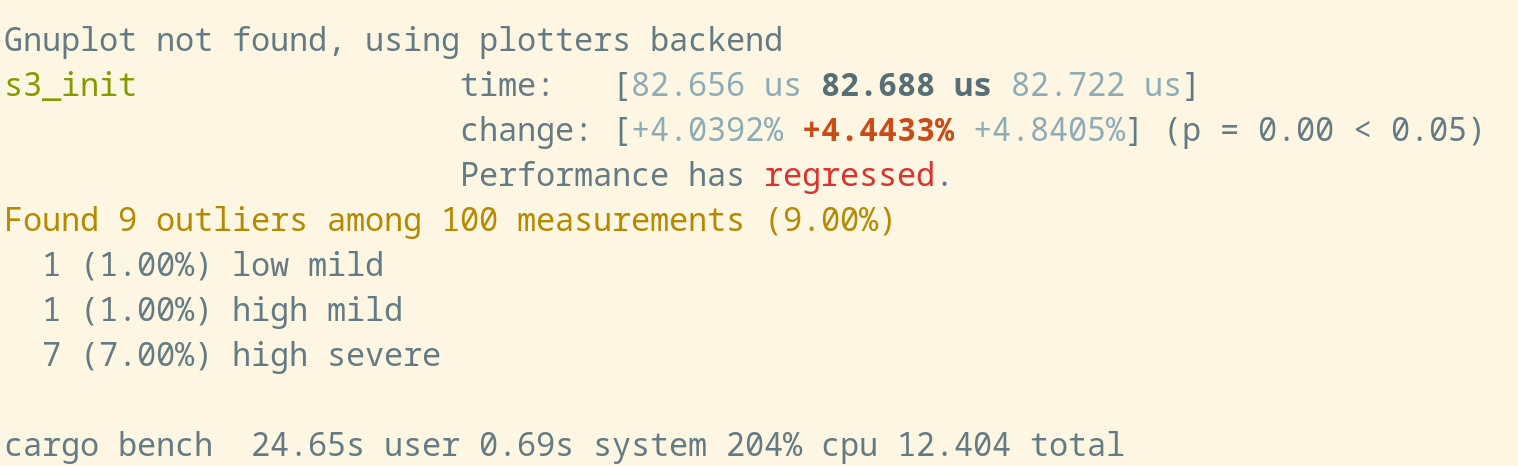 Gnuplot not found, using plotters backend
s3_init                 time:   [82.656 us 82.688 us 82.722 us]
                        change: [+4.0392% +4.4433% +4.8405%] (p = 0.00 < 0.05)
                        Performance has regressed.
Found 9 outliers among 100 measurements (9.00%)
  1 (1.00%) low mild
  1 (1.00%) high mild
  7 (7.00%) high severe
cargo bench  24.65s user 0.69s system 204% cpu 12.404 total